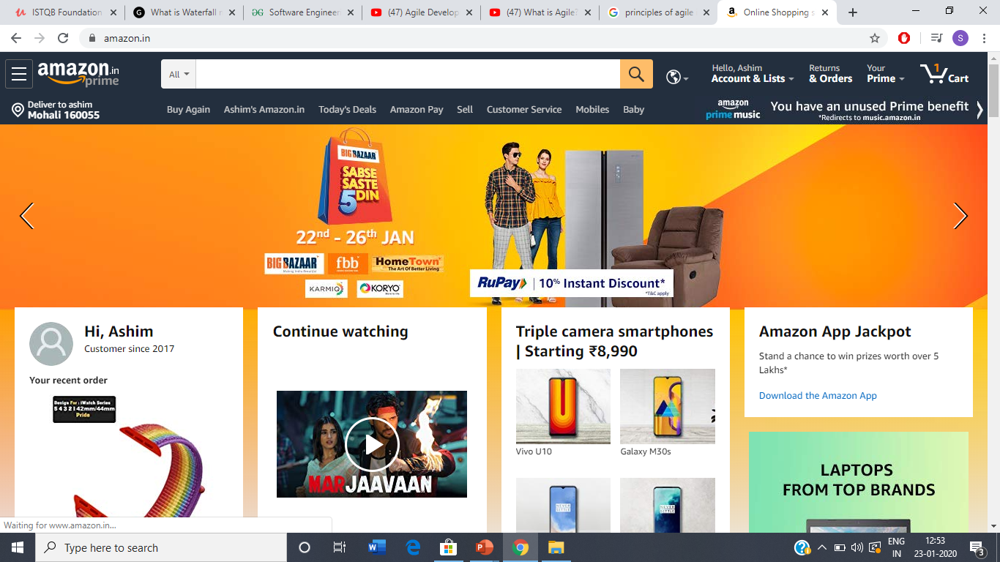 ISTQB Foundation
What is Waterfall
Software Engineer
(47) Agile Develop
(47) What is Agile?
principles of agile
Online Shopping s
amazon.in
S
amazon.in
prime
All
Hello, Ashim
Account & Lists
Returns
& Orders
Your
Prime
1
Cart
Deliver to ashim
Mohali 160055
Buy Again
Ashim's Amazon.in
Today's Deals
Amazon Pay
Sell
Customer Service
Mobiles
Baby
amazon
prime music
You have an unused Prime benefit
*Redirects to music.amazon.in
BIG BAZAAR
SABSE
SASTE
5 DIN
22nd - 26th JAN
BIG BAZAAR
Making India Beautiful
fbb
HomeTown
The Art Of Better Living
KARMIQ
KORYO
RuPay | 10% Instant Discount*
*T&C apply
Hi, Ashim
Customer since 2017
Your recent order
Design For : iWatch Series
5 4 3 2 1 42mm/44mm
Pride
Continue watching
MARJAAVAAN
Triple camera smartphones
| Starting ₹8,990
Vivo U10
Galaxy M30s
NEVER
SETTLE
NEVER
SETTLE
Amazon App Jackpot
Stand a chance to win prizes worth over 5
Lakhs*
Download the Amazon App
LAPTOPS
FROM TOP BRANDS
Waiting for www.amazon.in...
Type here to search
ENG
IN
12:53
23-01-2020
3